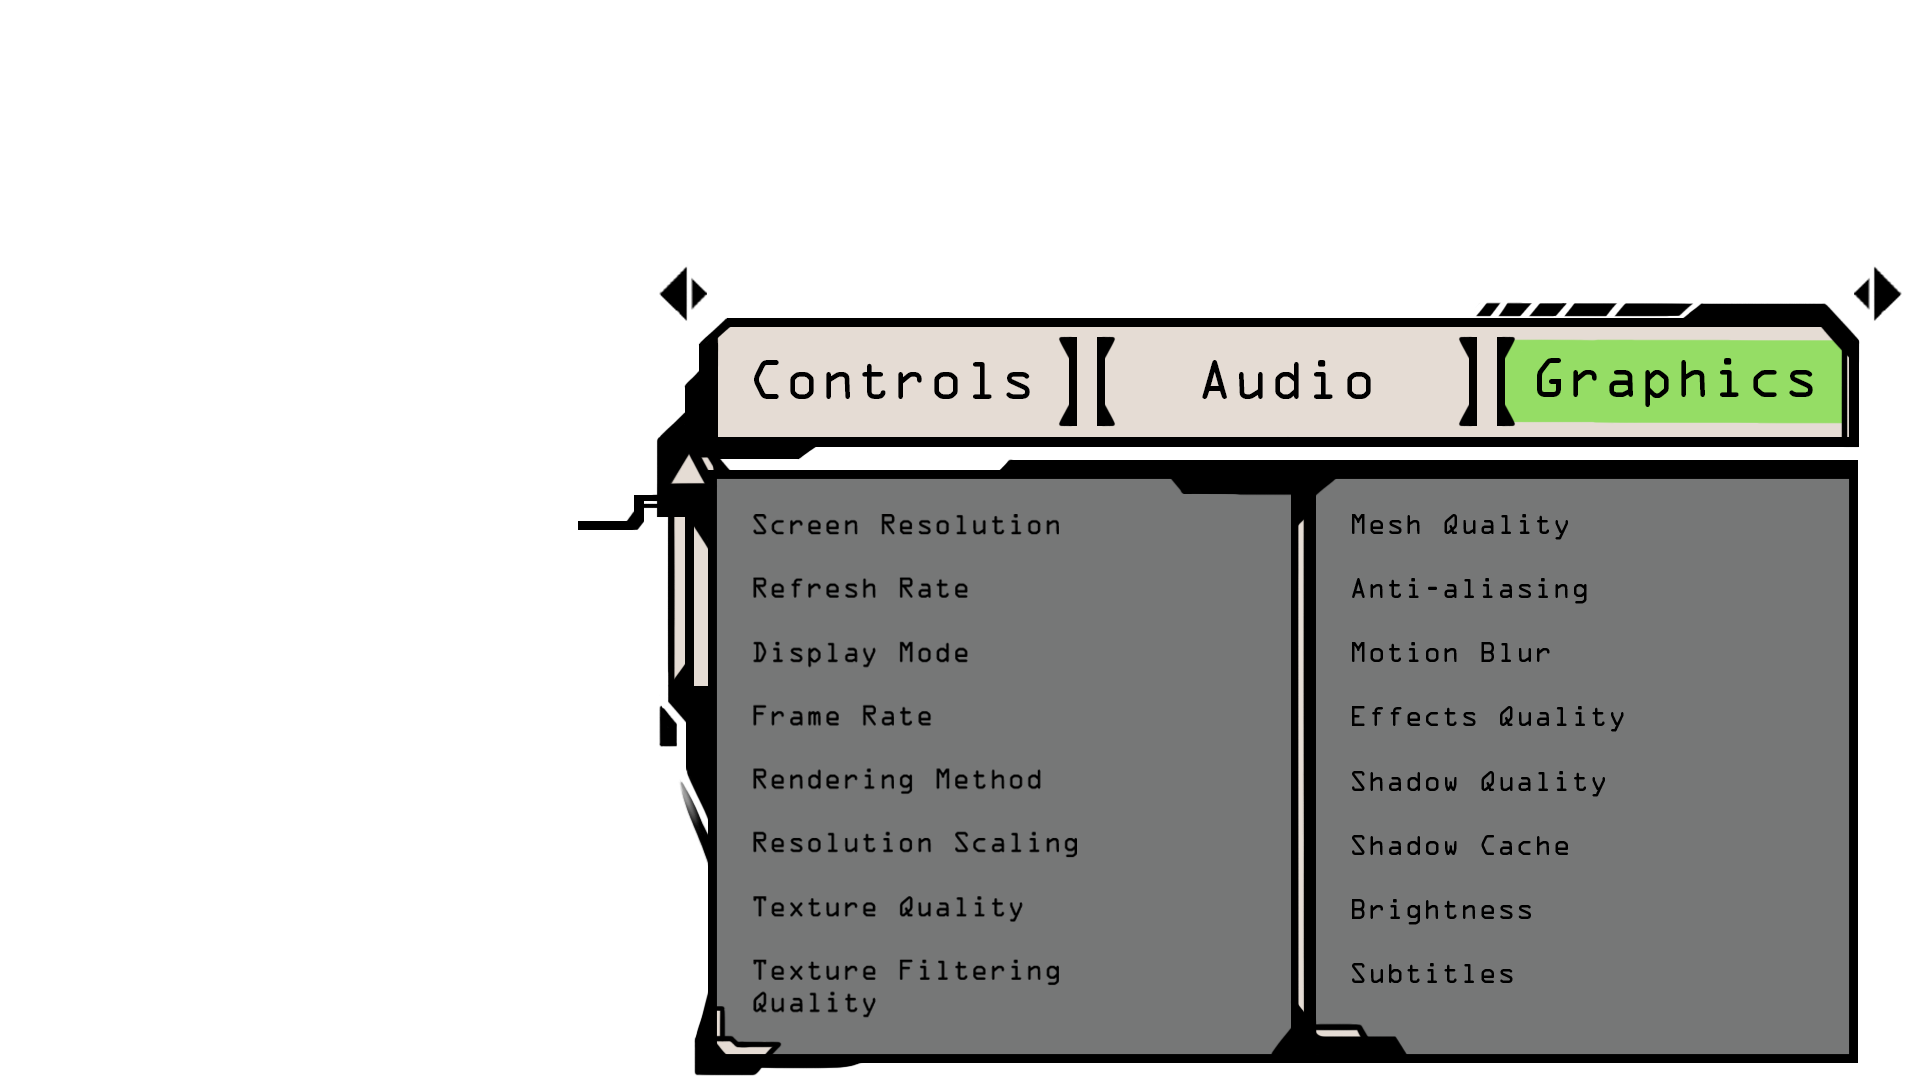 Controls
Audio
Graphics
Screen Resolution
Refresh Rate
Display Mode
Frame Rate
Rendering Method
Resolution Scaling
Texture Quality
Texture Filtering
Quality
Mesh Quality
Anti-aliasing
Motion Blur
Effects Quality
Shadow Quality
Shadow Cache
Brightness
Subtitles